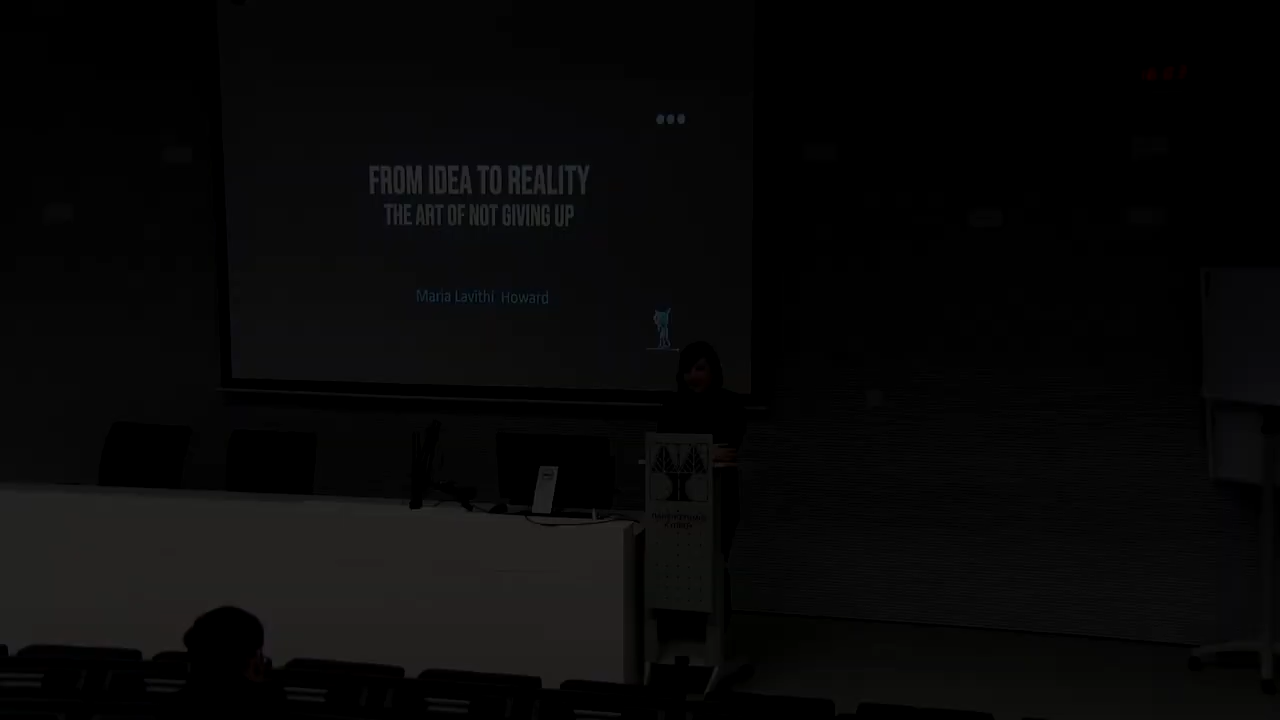 FROM IDEA TO REALITY
THE ART OF NOT GIVING UP
Maria Lavithi Howard